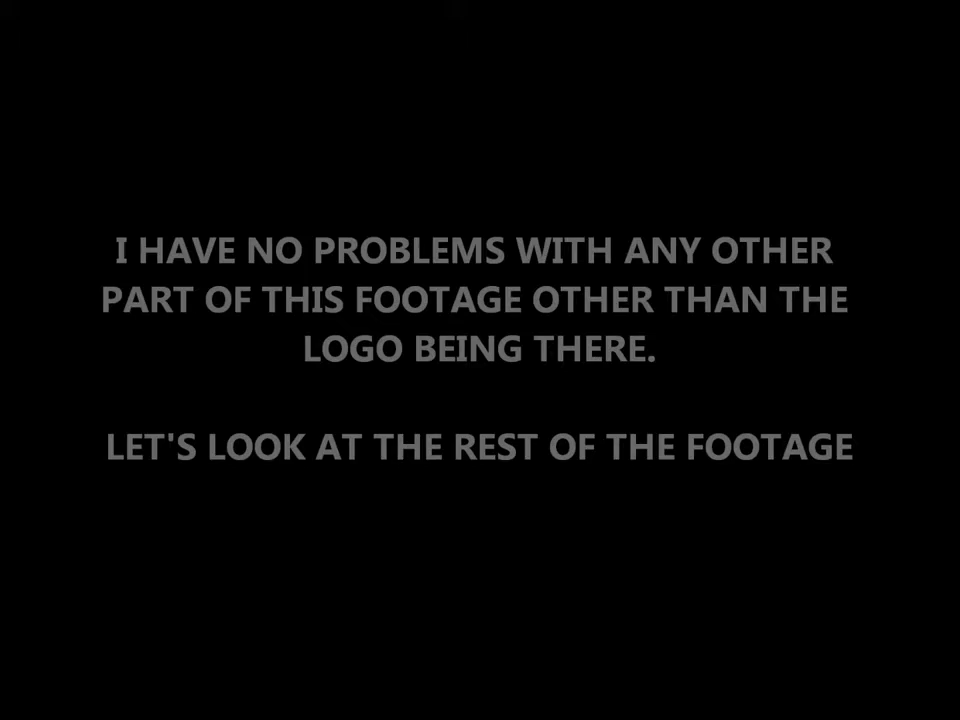 I HAVE NO PROBLEMS WITH ANY OTHER
PART OF THIS FOOTAGE OTHER THAN THE
LOGO BEING THERE.
LET'S LOOK AT THE REST OF THE FOOTAGE